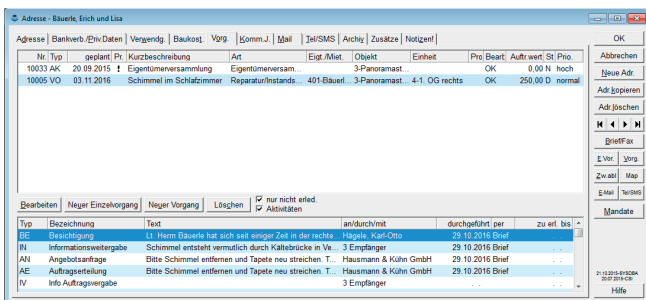 Adresse - Bäuerle, Erich und Lisa
Adresse Bankverb./Priv.Daten Verwendg. Baukost. Vorg. Komm.J. Mail Tel/SMS Archiv Zusätze Notizen!
Nr. Typ geplant Pr. Kurzbeschreibung Art Eigt./Miet. Objekt Einheit Pro Beart Auftr.wert St Prio.
10033 AK 20.09.2015 ! Eigentümerversammlung Eigentümerversam... 3-Panoramast... OK 0,00 N hoch
10005 VO 03.11.2016 Schimmel im Schlafzimmer Reparatur/Instands... 401-Bäuerl... 3-Panoramast... 4-1. OG rechts OK 250,00 D normal
Bearbeiten Neuer Einzelvorgang Neuer Vorgang Löschen nur nicht erled.
Aktivitäten
Typ Bezeichnung Text an/durch/mit durchgeführt per zu erl. bis
BE Besichtigung Lt. Herrn Bäuerle hat sich seit einiger Zeit in der rechte... Hägele, Karl-Otto 29.10.2016 Brief . .
IN Informationsweitergabe Schimmel entsteht vermutlich durch Kältebrücke in Ve... 3 Empfänger 29.10.2016 Brief . .
AN Angebotsanfrage Bitte Schimmel entfernen und Tapete neu streichen. T... Hausmann & Kühn GmbH 29.10.2016 Brief . .
AE Auftragserteilung Bitte Schimmel entfernen und Tapete neu streichen. T... Hausmann & Kühn GmbH 29.10.2016 Brief . .
IV Info Auftragsvergabe 3 Empfänger . . . .
OK
Abbrechen
Neue Adr.
Adr.kopieren
Adr.löschen
Brief/Fax
E.Vor. Vorg.
Zw.abl Map
E-Mail Tel/SMS
Mandate
21.10.2015-SYSDBA
20.07.2015-CSI
Hilfe